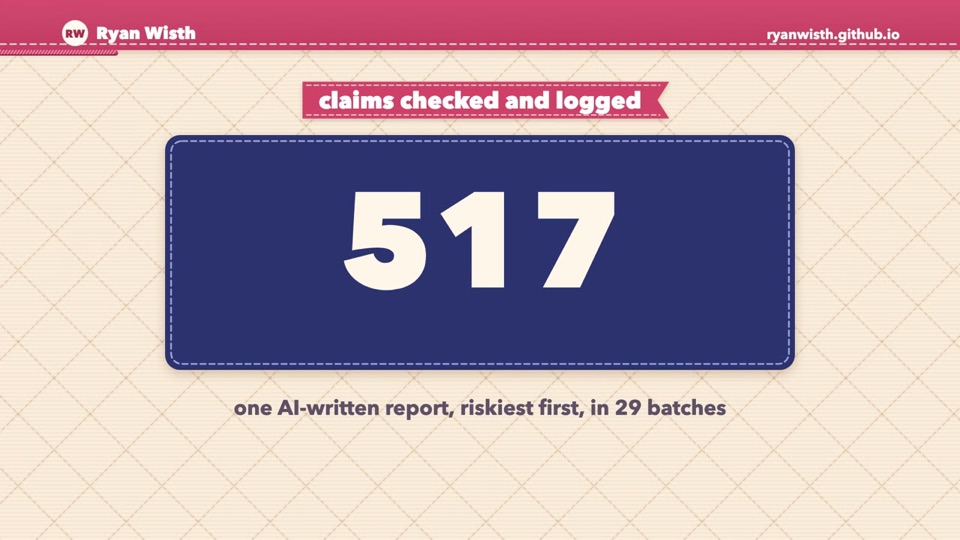 RW Ryan Wisth
ryanwisth.github.io
claims checked and logged
517
one AI-written report, riskiest first, in 29 batches